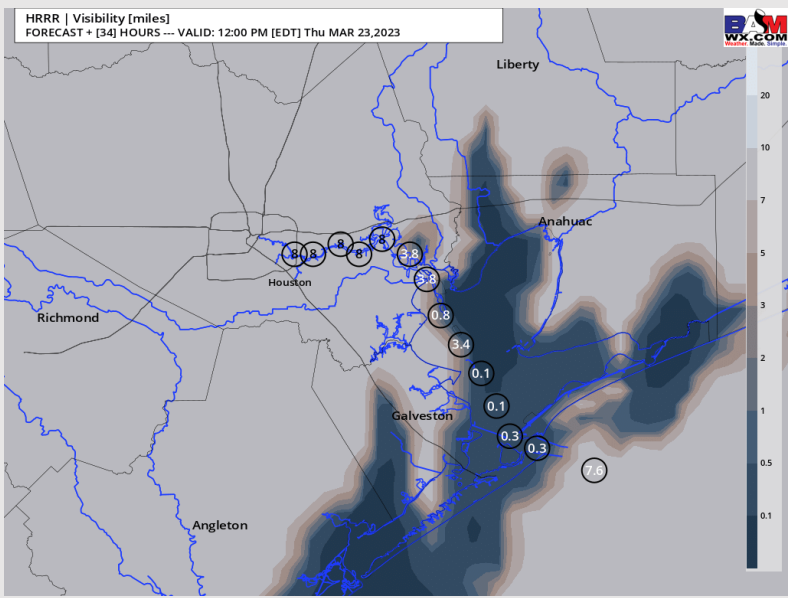 HRRR | Visibility [miles]
FORECAST + [34] HOURS --- VALID: 12:00 PM [EDT] Thu MAR 23,2023
BAM
WX.COM
Weather. Made. Simple.
Liberty
20
10
7
Anahuac
8 8 8 8 8 3.8
5
3.8
Houston
3
0.8
Richmond
3.4
2
0.1
0.1
1
Galveston
0.3
0.3
0.5
7.6
0.1
Angleton